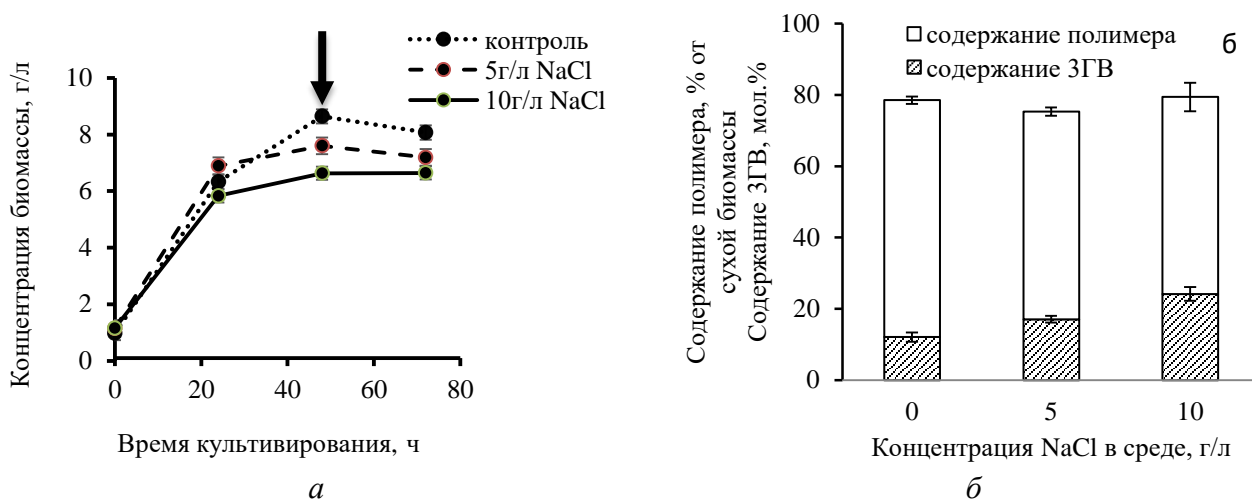 Концентрация биомассы, г/л
10
8
6
4
2
0
0
20
40
60
80
Время культивирования, ч
контроль
5г/л NaCl
10г/л NaCl
а
Содержание полимера, % от
сухой биомассы
Содержание 3ГВ, мол.%
100
80
60
40
20
0
0
5
10
Концентрация NaCl в среде, г/л
содержание полимера
содержание 3ГВ
б
б